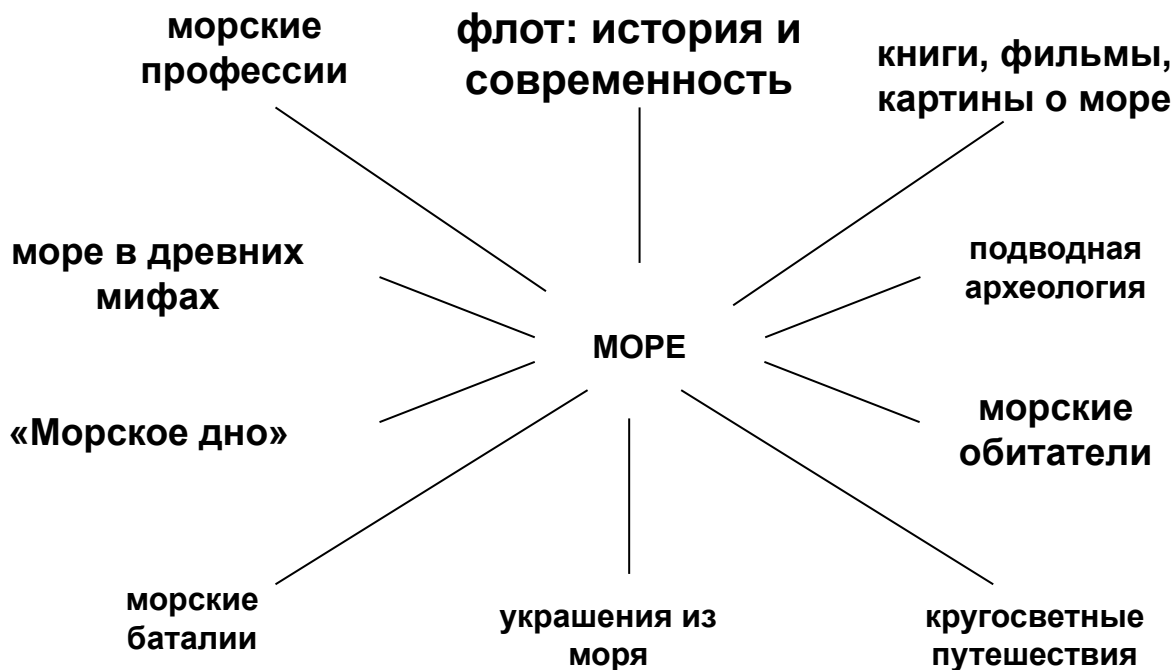 морские
профессии
флот: история и
современность
книги, фильмы,
картины о море
море в древних
мифах
подводная
археология
МОРЕ
«Морское дно»
морские
обитатели
морские
баталии
украшения из
моря
кругосветные
путешествия